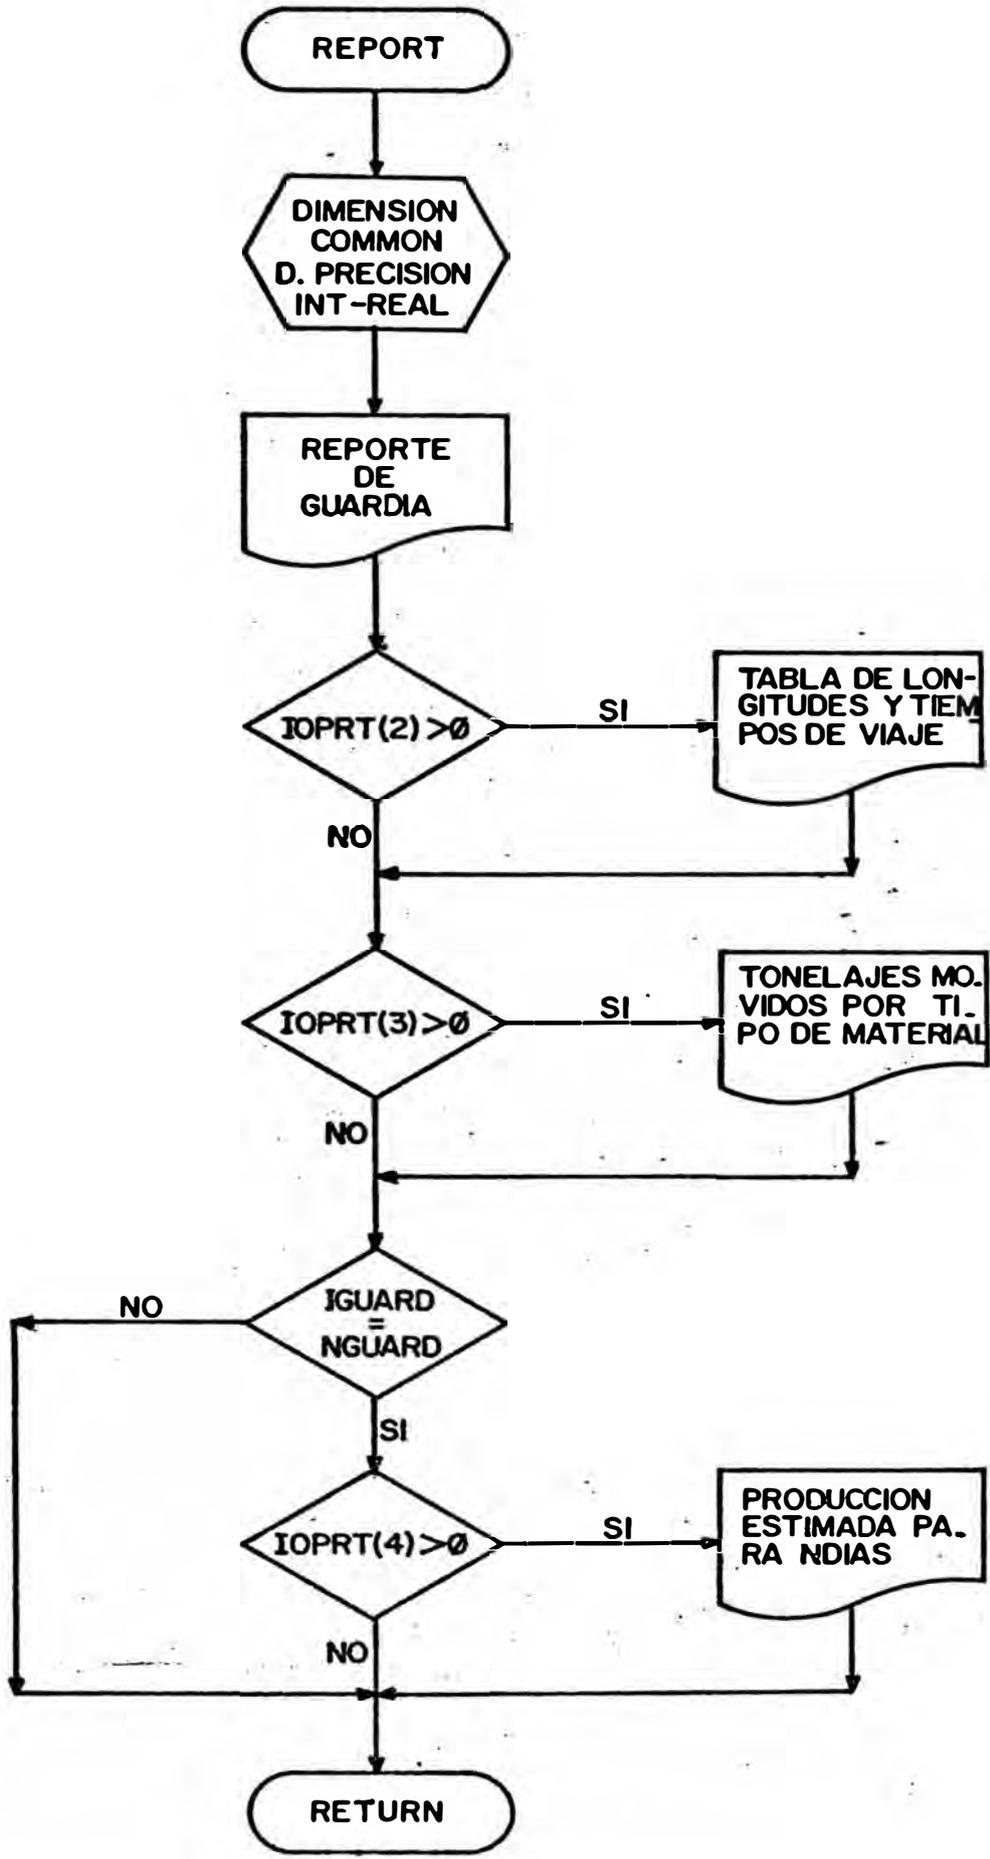 REPORT
DIMENSION
COMMON
D. PRECISION
INT-REAL
REPORTE
DE
GUARDIA
IOPRT(2)>Ø
SI
TABLA DE LON-
GITUDES Y TIEM
POS DE VIAJE
NO
IOPRT(3)>Ø
SI
TONELAJES MO-
VIDOS POR TI-
PO DE MATERIAL
NO
IGUARD
=
NGUARD
NO
SI
IOPRT(4)>Ø
SI
PRODUCCION
ESTIMADA PA-
RA NDIAS
NO
RETURN